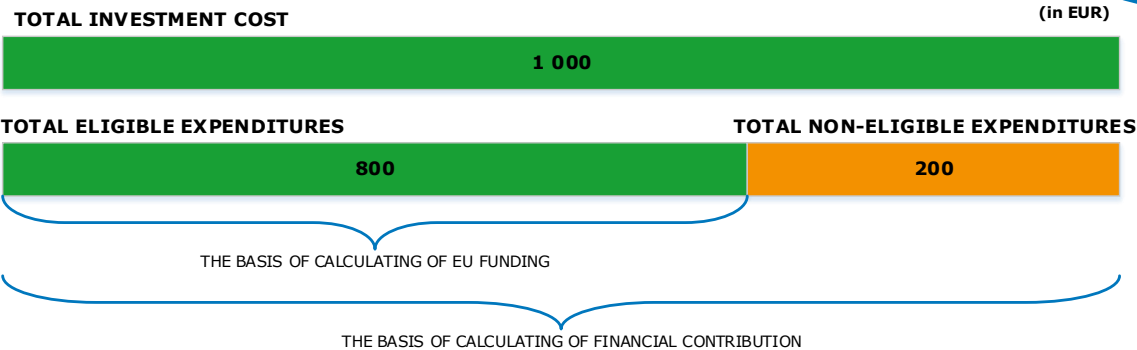 (in EUR)
TOTAL INVESTMENT COST
1 000
TOTAL ELIGIBLE EXPENDITURES
TOTAL NON-ELIGIBLE EXPENDITURES
800
200
THE BASIS OF CALCULATING OF EU FUNDING
THE BASIS OF CALCULATING OF FINANCIAL CONTRIBUTION